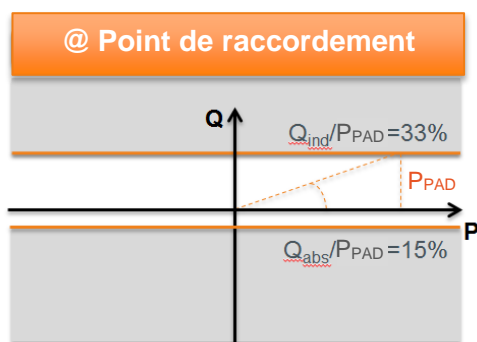 @ Point de raccordement
Q
Qind/PPAD =33%
PPAD
P
Qabs/PPAD =15%